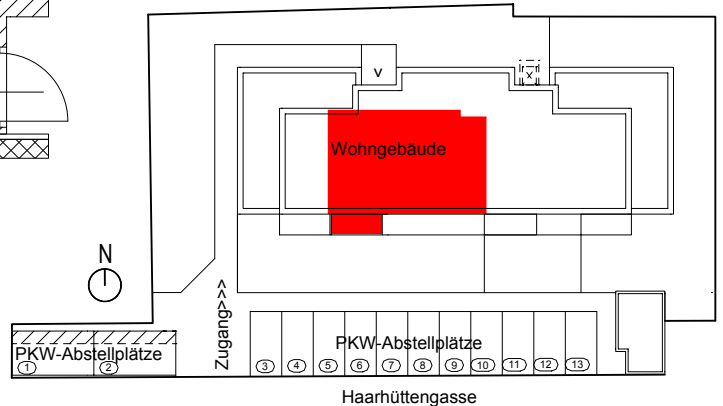 v
x
Wohngebäude
N
Zugang>>>
PKW-Abstellplätze
1 2
PKW-Abstellplätze
3 4 5 6 7 8 9 10 11 12 13
Haarhüttengasse